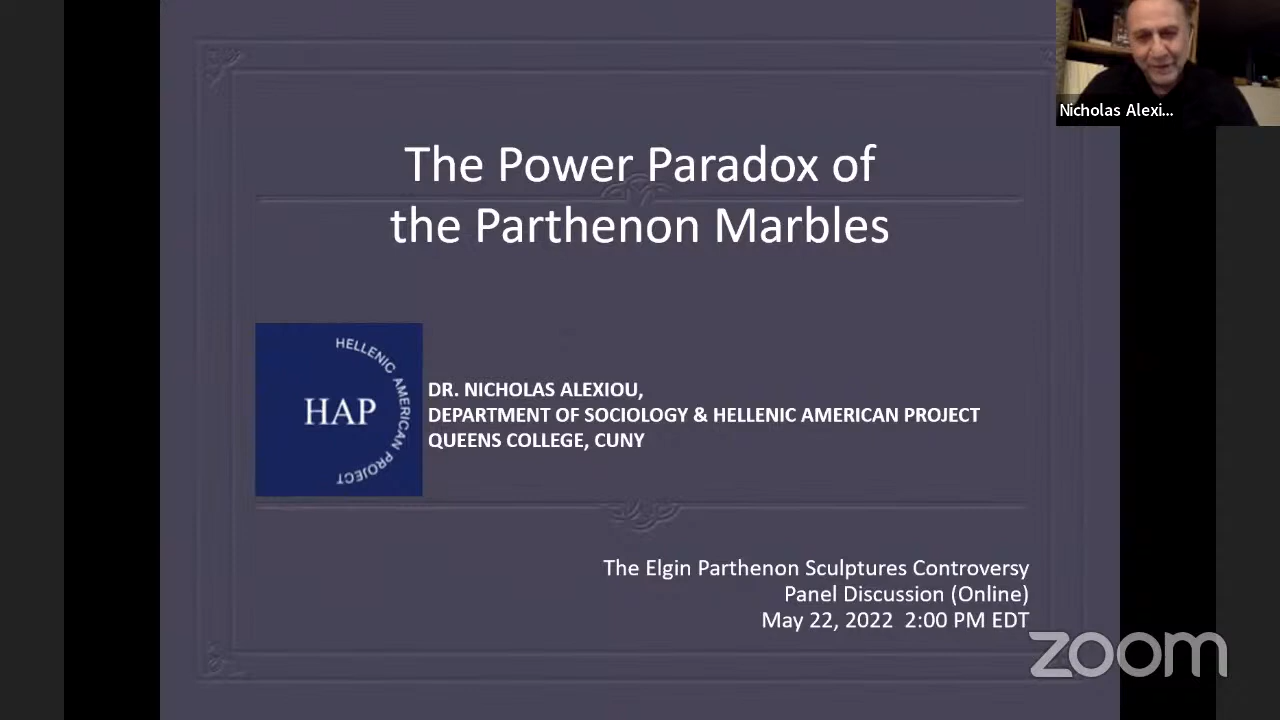 Nicholas Alexi...
The Power Paradox of
the Parthenon Marbles
HELLENIC AMERICAN PROJECT
HAP
DR. NICHOLAS ALEXIOU,
DEPARTMENT OF SOCIOLOGY & HELLENIC AMERICAN PROJECT
QUEENS COLLEGE, CUNY
The Elgin Parthenon Sculptures Controversy
Panel Discussion (Online)
May 22, 2022 2:00 PM EDT
zoom